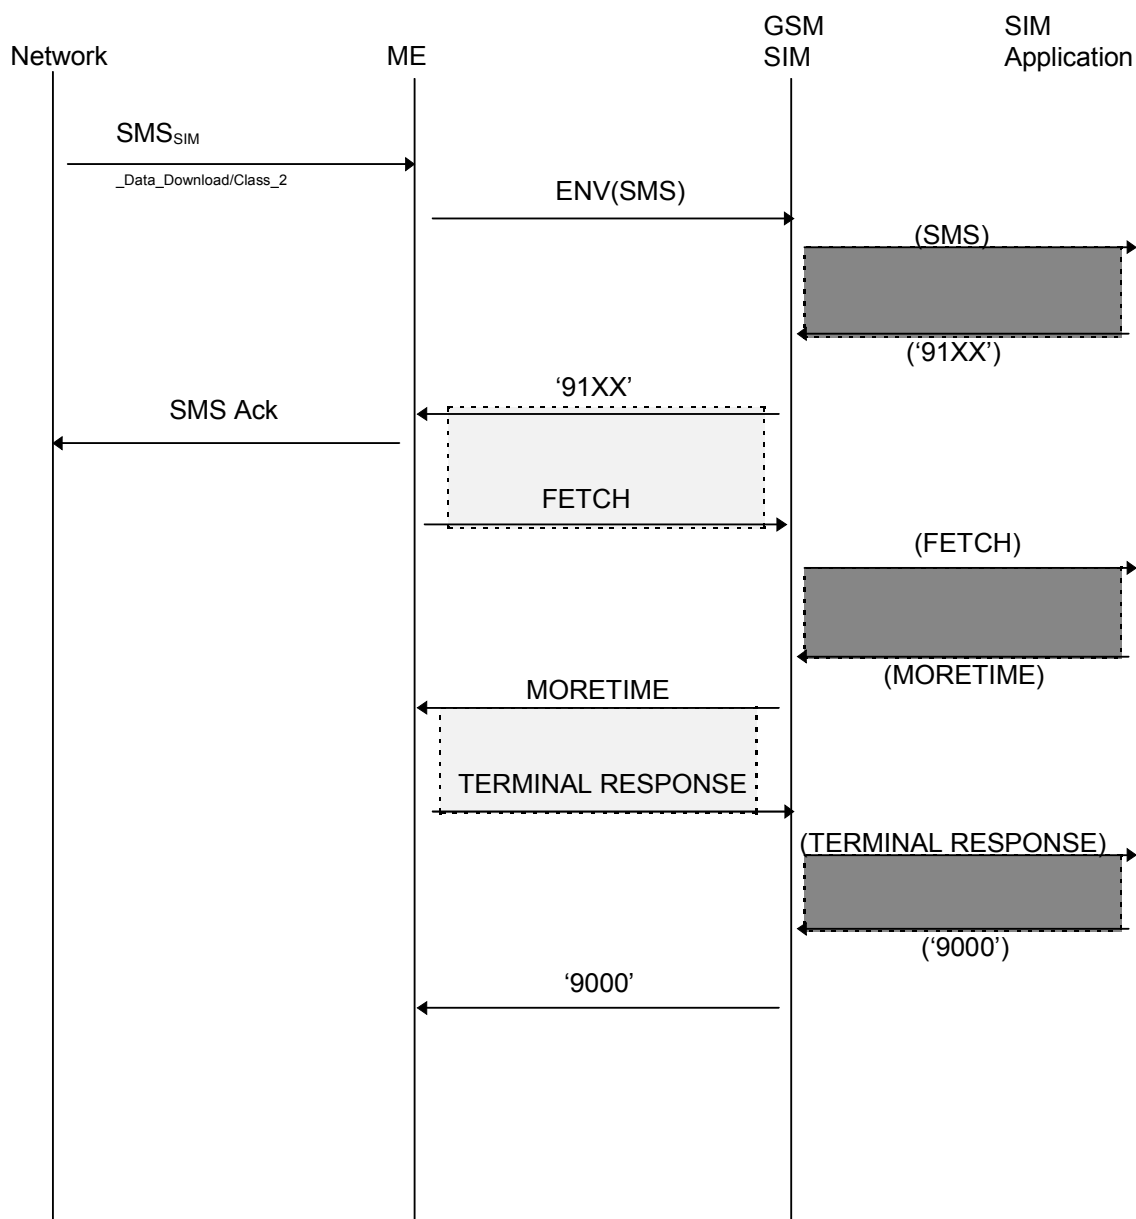 Network
ME
GSM
SIM
SIM
Application
SMSSIM
_Data_Download/Class_2
ENV(SMS)
(SMS)
(‘91XX’)
‘91XX’
SMS Ack
FETCH
(FETCH)
(MORETIME)
MORETIME
TERMINAL RESPONSE
(TERMINAL RESPONSE)
(‘9000’)
‘9000’